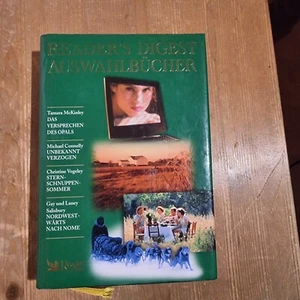 READER'S DIGEST
AUSWAHLBÜCHER
Tamara McKinley
DAS
VERSPRECHEN
DES OPALS
Michael Connelly
UNBEKANNT
VERZOGEN
Christine Vogeley
STERN-
SCHNUPPEN-
SOMMER
Gay und Laney
Salisbury
NORDWEST-
WÄRTS
NACH NOME